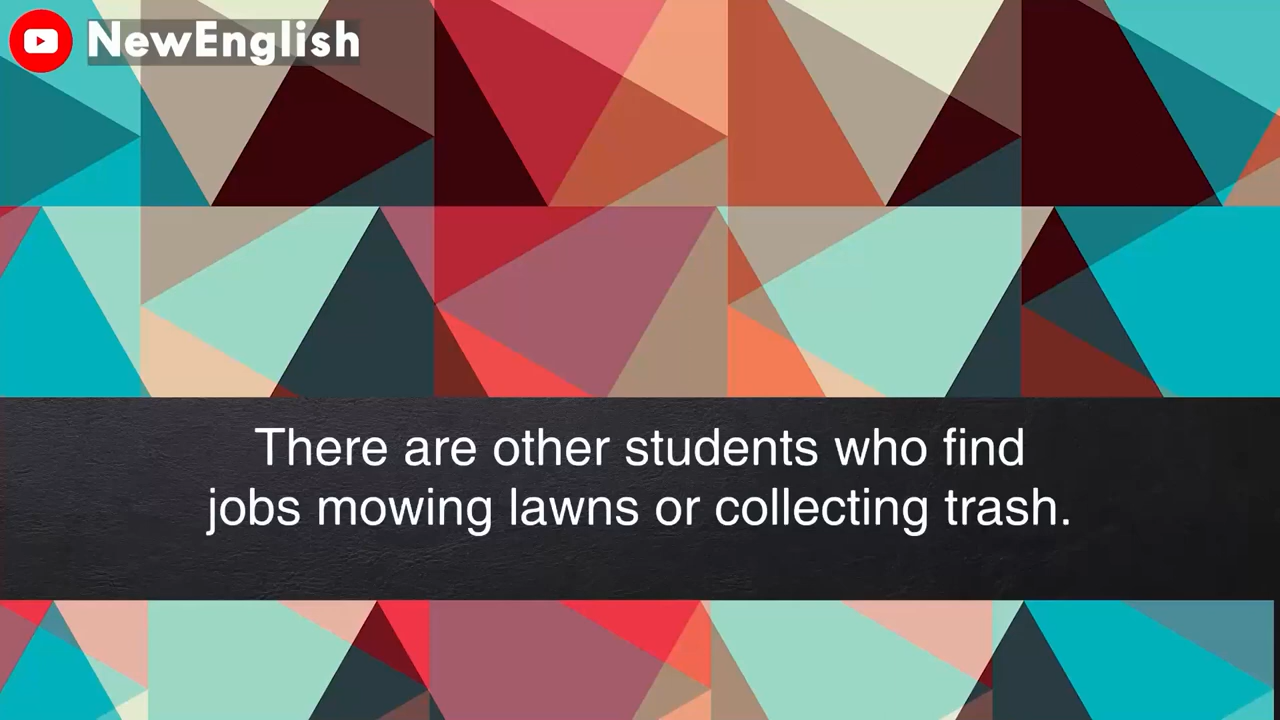 NewEnglish
There are other students who find
jobs mowing lawns or collecting trash.